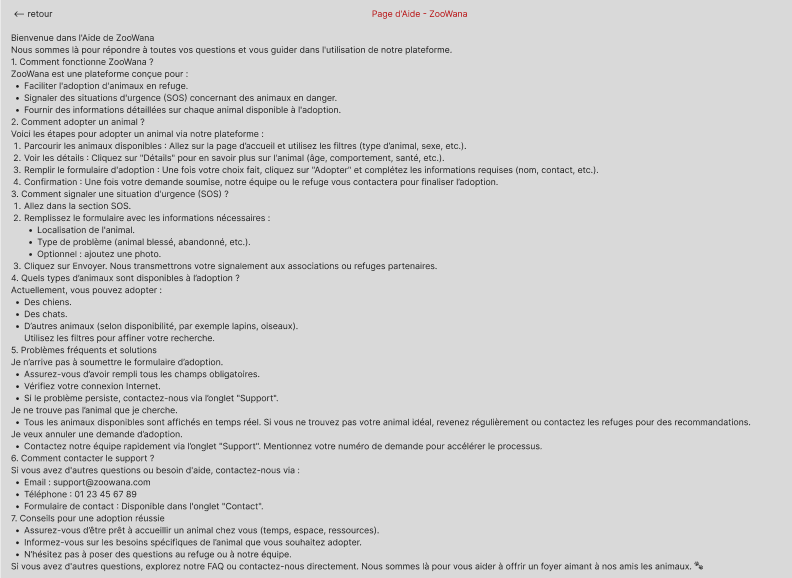 ← retour
Page d'Aide - ZooWana
Bienvenue dans l'Aide de ZooWana
Nous sommes là pour répondre à toutes vos questions et vous guider dans l'utilisation de notre plateforme.
1. Comment fonctionne ZooWana ?
ZooWana est une plateforme conçue pour :
• Faciliter l'adoption d'animaux en refuge.
• Signaler des situations d'urgence (SOS) concernant des animaux en danger.
• Fournir des informations détaillées sur chaque animal disponible à l'adoption.
2. Comment adopter un animal ?
Voici les étapes pour adopter un animal via notre plateforme :
1. Parcourir les animaux disponibles : Allez sur la page d'accueil et utilisez les filtres (type d'animal, sexe, etc.).
2. Voir les détails : Cliquez sur "Détails" pour en savoir plus sur l'animal (âge, comportement, santé, etc.).
3. Remplir le formulaire d'adoption : Une fois votre choix fait, cliquez sur "Adopter" et complétez les informations requises (nom, contact, etc.).
4. Confirmation : Une fois votre demande soumise, notre équipe ou le refuge vous contactera pour finaliser l'adoption.
3. Comment signaler une situation d'urgence (SOS) ?
1. Allez dans la section SOS.
2. Remplissez le formulaire avec les informations nécessaires :
• Localisation de l'animal.
• Type de problème (animal blessé, abandonné, etc.).
• Optionnel : ajoutez une photo.
3. Cliquez sur Envoyer. Nous transmettrons votre signalement aux associations ou refuges partenaires.
4. Quels types d'animaux sont disponibles à l'adoption ?
Actuellement, vous pouvez adopter :
• Des chiens.
• Des chats.
• D'autres animaux (selon disponibilité, par exemple lapins, oiseaux).
Utilisez les filtres pour affiner votre recherche.
5. Problèmes fréquents et solutions
Je n'arrive pas à soumettre le formulaire d'adoption.
• Assurez-vous d'avoir rempli tous les champs obligatoires.
• Vérifiez votre connexion Internet.
• Si le problème persiste, contactez-nous via l'onglet "Support".
Je ne trouve pas l'animal que je cherche.
• Tous les animaux disponibles sont affichés en temps réel. Si vous ne trouvez pas votre animal idéal, revenez régulièrement ou contactez les refuges pour des recommandations.
Je veux annuler une demande d'adoption.
• Contactez notre équipe rapidement via l'onglet "Support". Mentionnez votre numéro de demande pour accélérer le processus.
6. Comment contacter le support ?
Si vous avez d'autres questions ou besoin d'aide, contactez-nous via :
• Email : support@zoowana.com
• Téléphone : 01 23 45 67 89
• Formulaire de contact : Disponible dans l'onglet "Contact".
7. Conseils pour une adoption réussie
• Assurez-vous d'être prêt à accueillir un animal chez vous (temps, espace, ressources).
• Informez-vous sur les besoins spécifiques de l'animal que vous souhaitez adopter.
• N'hésitez pas à poser des questions au refuge ou à notre équipe.
Si vous avez d'autres questions, explorez notre FAQ ou contactez-nous directement. Nous sommes là pour vous aider à offrir un foyer aimant à nos amis les animaux. 🐾